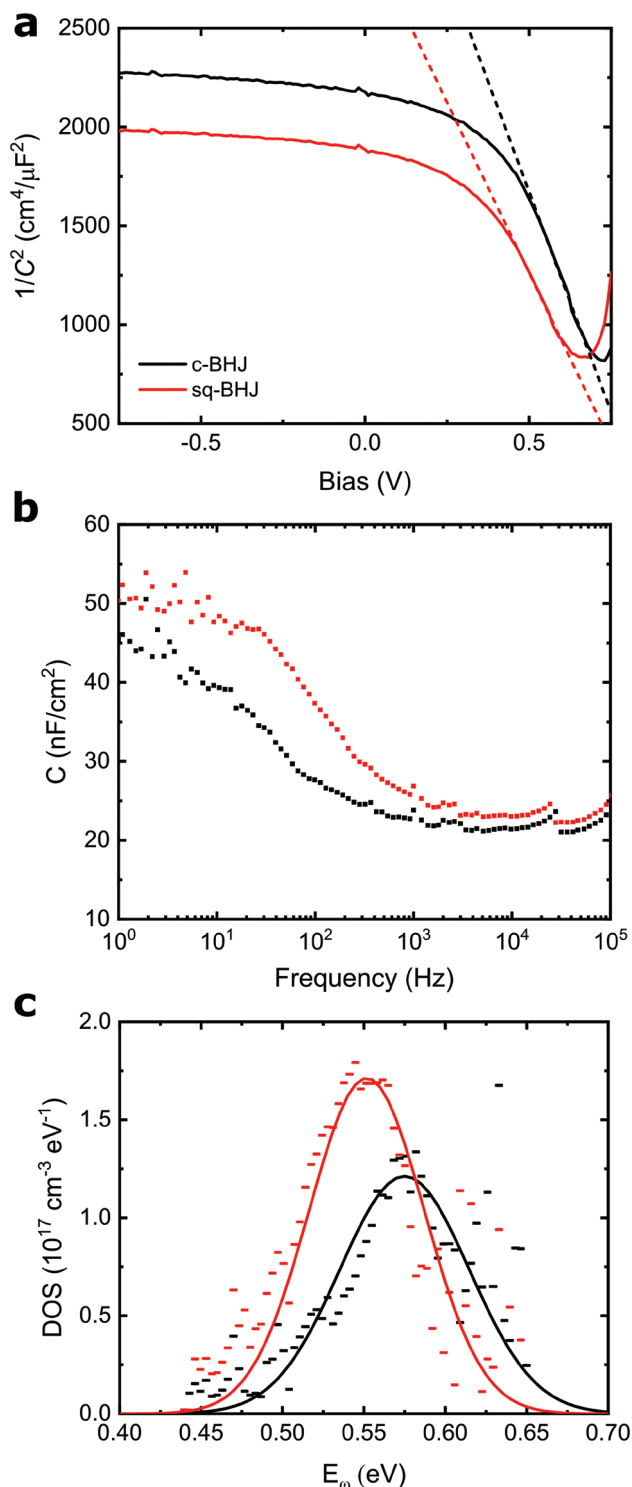 a
2500
2000
1500
1000
500
1/C² (cm⁴/μF²)
c-BHJ
sq-BHJ
-0.5 0.0 0.5
Bias (V)
b
60
50
40
30
20
10
C (nF/cm²)
10⁰ 10¹ 10² 10³ 10⁴ 10⁵
Frequency (Hz)
c
2.0
1.5
1.0
0.5
0.0
DOS (10¹⁷ cm⁻³ eV⁻¹)
0.40 0.45 0.50 0.55 0.60 0.65 0.70
E_ω (eV)